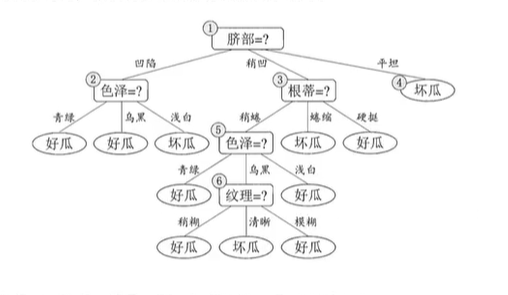 ①
脐部=?
凹陷 稍凹 平坦
② ③ ④
色泽=? 根蒂=? 坏瓜
青绿 乌黑 浅白 稍蜷 蜷缩 硬挺
⑤
好瓜 好瓜 坏瓜 色泽=? 坏瓜 好瓜
青绿 乌黑 浅白
⑥
好瓜 纹理=? 好瓜
稍糊 清晰 模糊
好瓜 坏瓜 好瓜